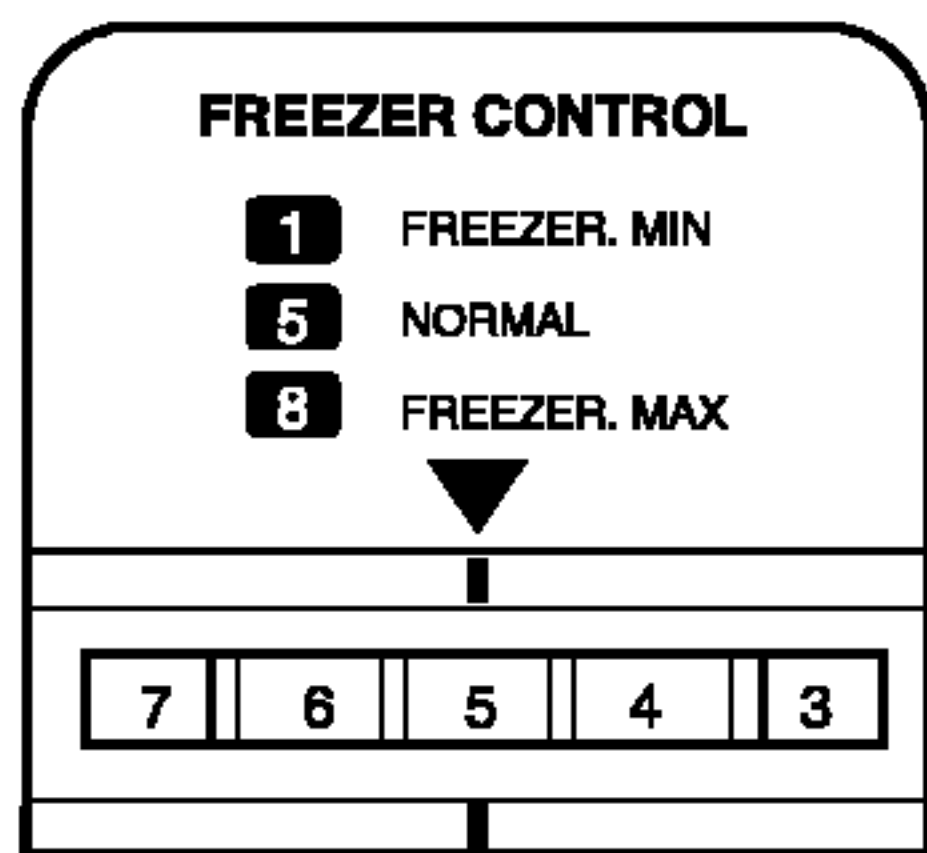 FREEZER CONTROL
1 FREEZER. MIN
5 NORMAL
8 FREEZER. MAX
7 6 5 4 3